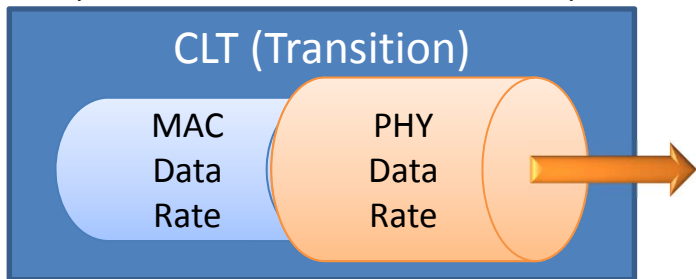 CLT (Transition)
MAC
Data
Rate
PHY
Data
Rate